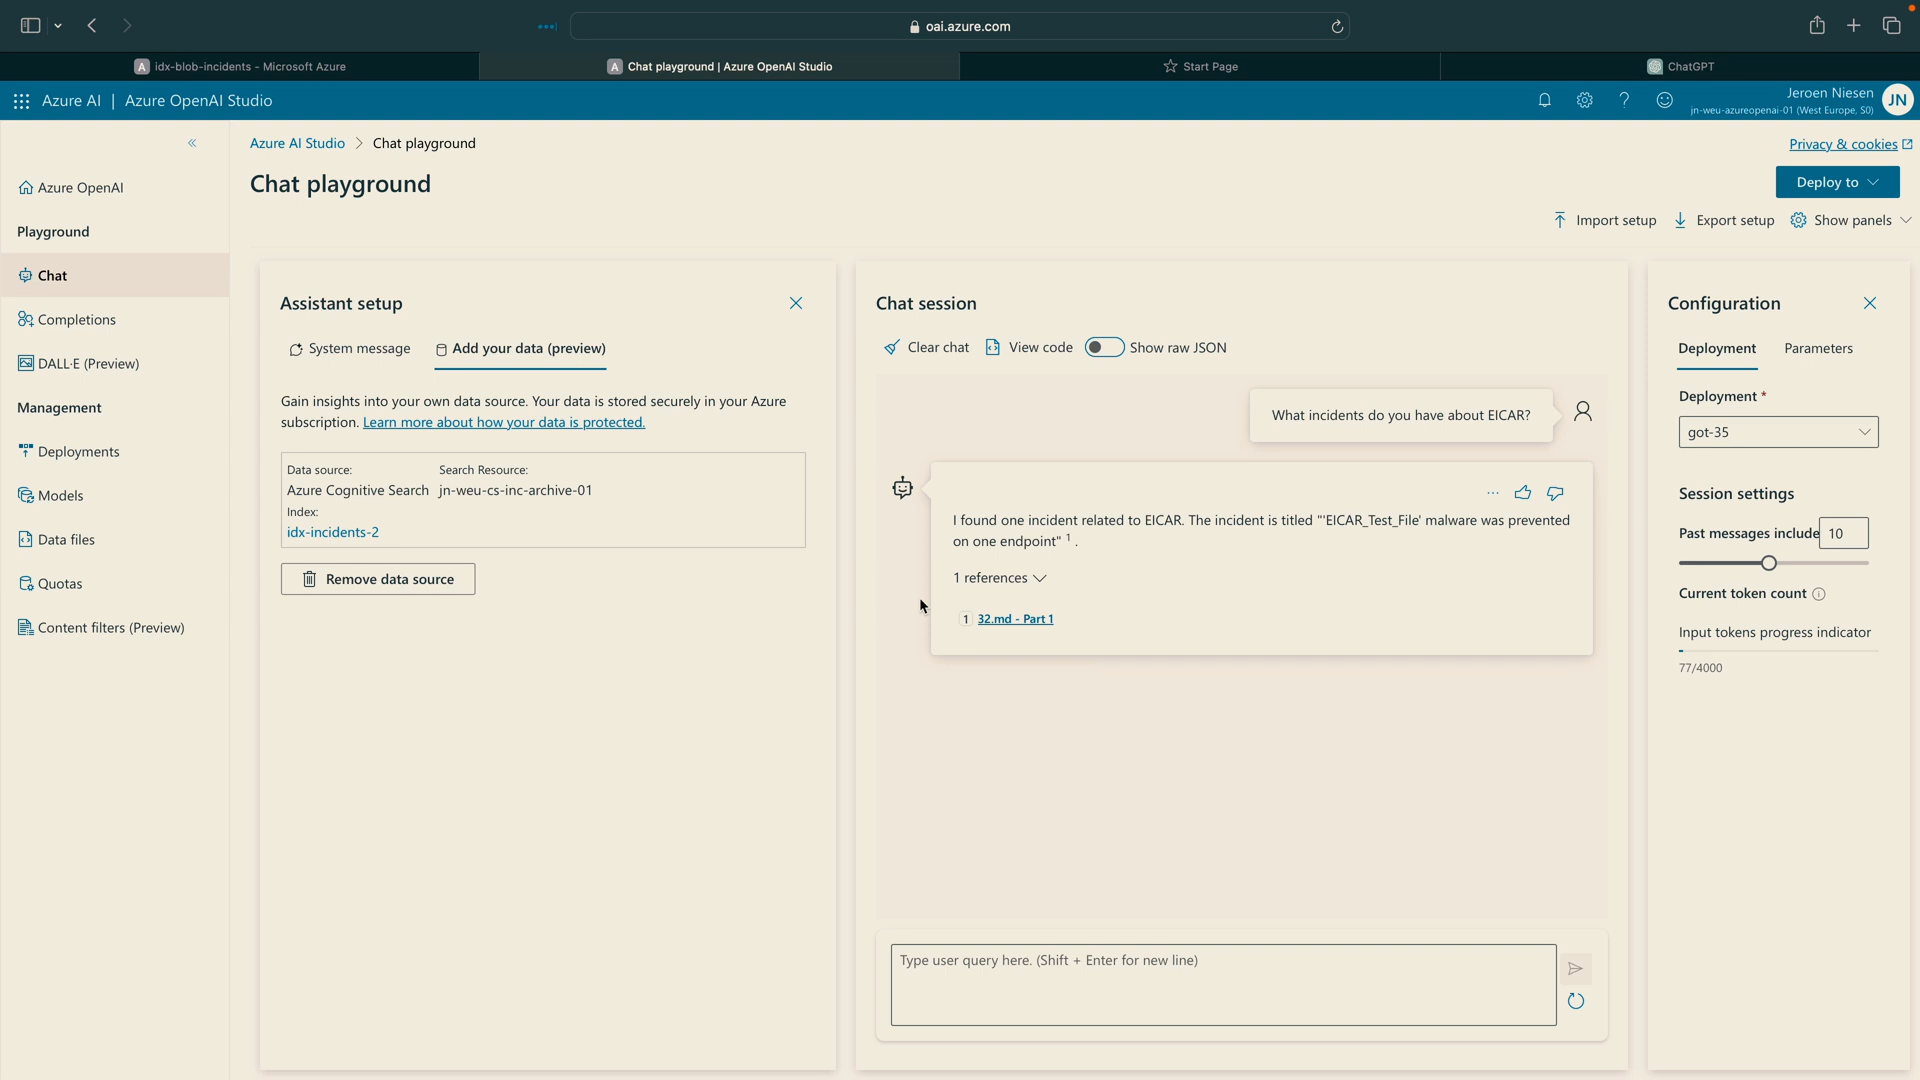 oai.azure.com
A idx-blob-incidents - Microsoft Azure
A Chat playground | Azure OpenAI Studio
Start Page
ChatGPT
Azure AI | Azure OpenAI Studio
Jeroen Niesen
jn-weu-azureopenai-01 (West Europe, S0)
JN
Azure AI Studio > Chat playground
Privacy & cookies
Chat playground
Deploy to
Import setup
Export setup
Show panels
Azure OpenAI
Playground
Chat
Completions
DALL·E (Preview)
Management
Deployments
Models
Data files
Quotas
Content filters (Preview)
Assistant setup
System message
Add your data (preview)
Gain insights into your own data source. Your data is stored securely in your Azure
subscription. Learn more about how your data is protected.
Data source:
Azure Cognitive Search
Search Resource:
jn-weu-cs-inc-archive-01
Index:
idx-incidents-2
Remove data source
Chat session
Clear chat
View code
Show raw JSON
What incidents do you have about EICAR?
I found one incident related to EICAR. The incident is titled "'EICAR_Test_File' malware was prevented
on one endpoint" 1 .
1 references
1 32.md - Part 1
Type user query here. (Shift + Enter for new line)
Configuration
Deployment
Parameters
Deployment *
got-35
Session settings
Past messages include
10
Current token count
Input tokens progress indicator
77/4000